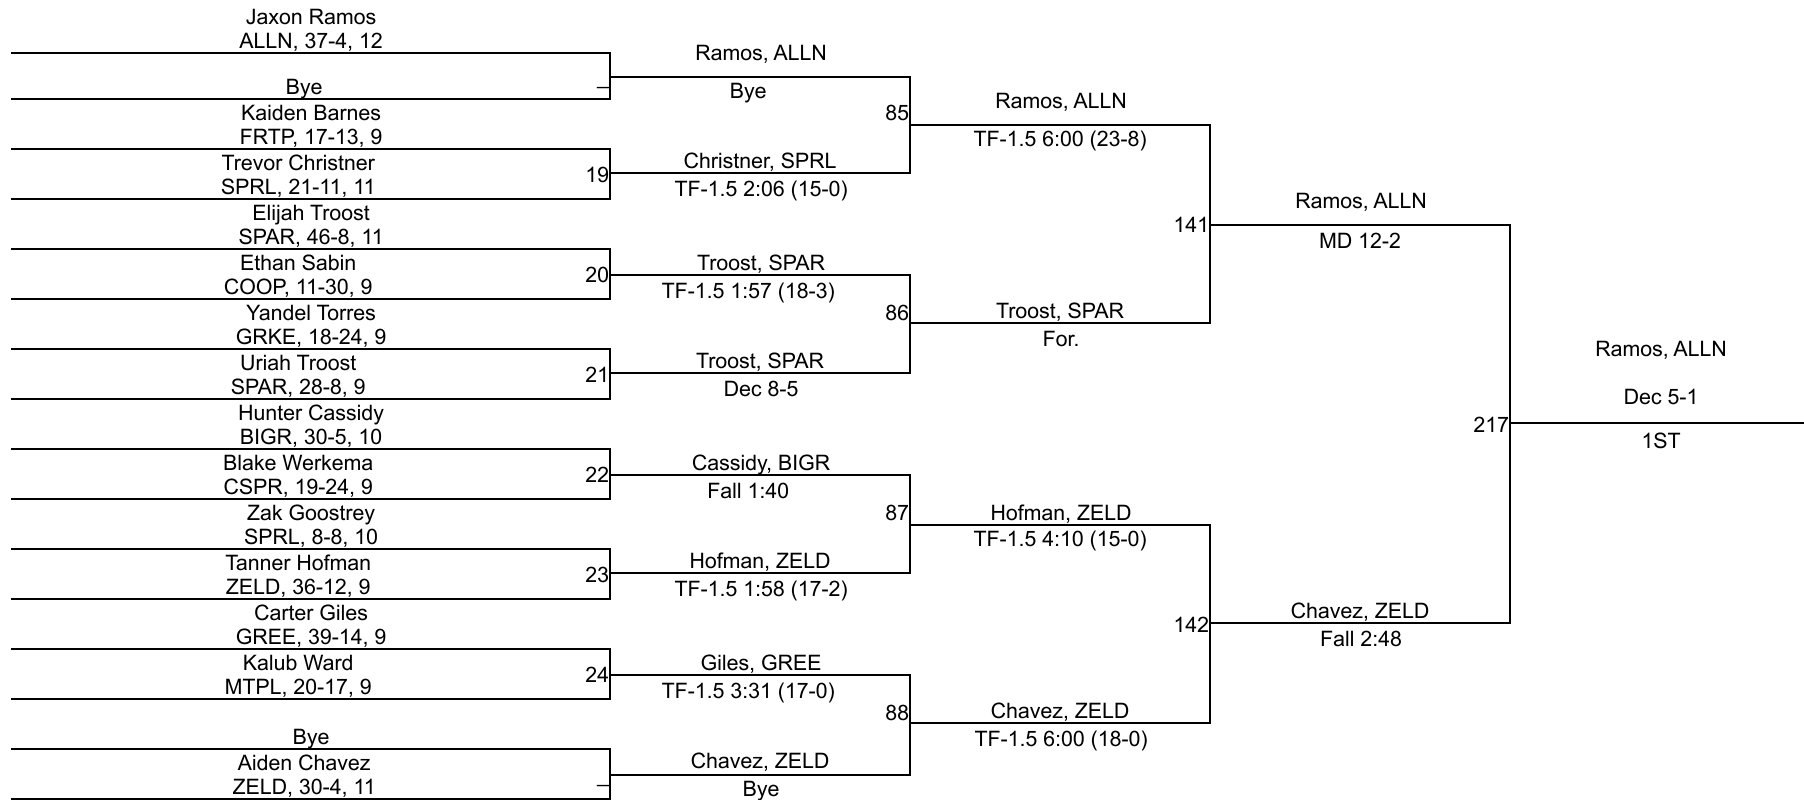 Jaxon Ramos
ALLN, 37-4, 12
Bye
Kaiden Barnes
FRTP, 17-13, 9
Trevor Christner
SPRL, 21-11, 11
Elijah Troost
SPAR, 46-8, 11
Ethan Sabin
COOP, 11-30, 9
Yandel Torres
GRKE, 18-24, 9
Uriah Troost
SPAR, 28-8, 9
Hunter Cassidy
BIGR, 30-5, 10
Blake Werkema
CSPR, 19-24, 9
Zak Goostrey
SPRL, 8-8, 10
Tanner Hofman
ZELD, 36-12, 9
Carter Giles
GREE, 39-14, 9
Kalub Ward
MTPL, 20-17, 9
Bye
Aiden Chavez
ZELD, 30-4, 11
–
19
20
21
22
23
24
–
Ramos, ALLN
Bye
Christner, SPRL
TF-1.5 2:06 (15-0)
Troost, SPAR
TF-1.5 1:57 (18-3)
Troost, SPAR
Dec 8-5
Cassidy, BIGR
Fall 1:40
Hofman, ZELD
TF-1.5 1:58 (17-2)
Giles, GREE
TF-1.5 3:31 (17-0)
Chavez, ZELD
Bye
85
86
87
88
Ramos, ALLN
TF-1.5 6:00 (23-8)
Troost, SPAR
For.
Hofman, ZELD
TF-1.5 4:10 (15-0)
Chavez, ZELD
TF-1.5 6:00 (18-0)
141
142
Ramos, ALLN
MD 12-2
Chavez, ZELD
Fall 2:48
217
Ramos, ALLN
Dec 5-1
1ST